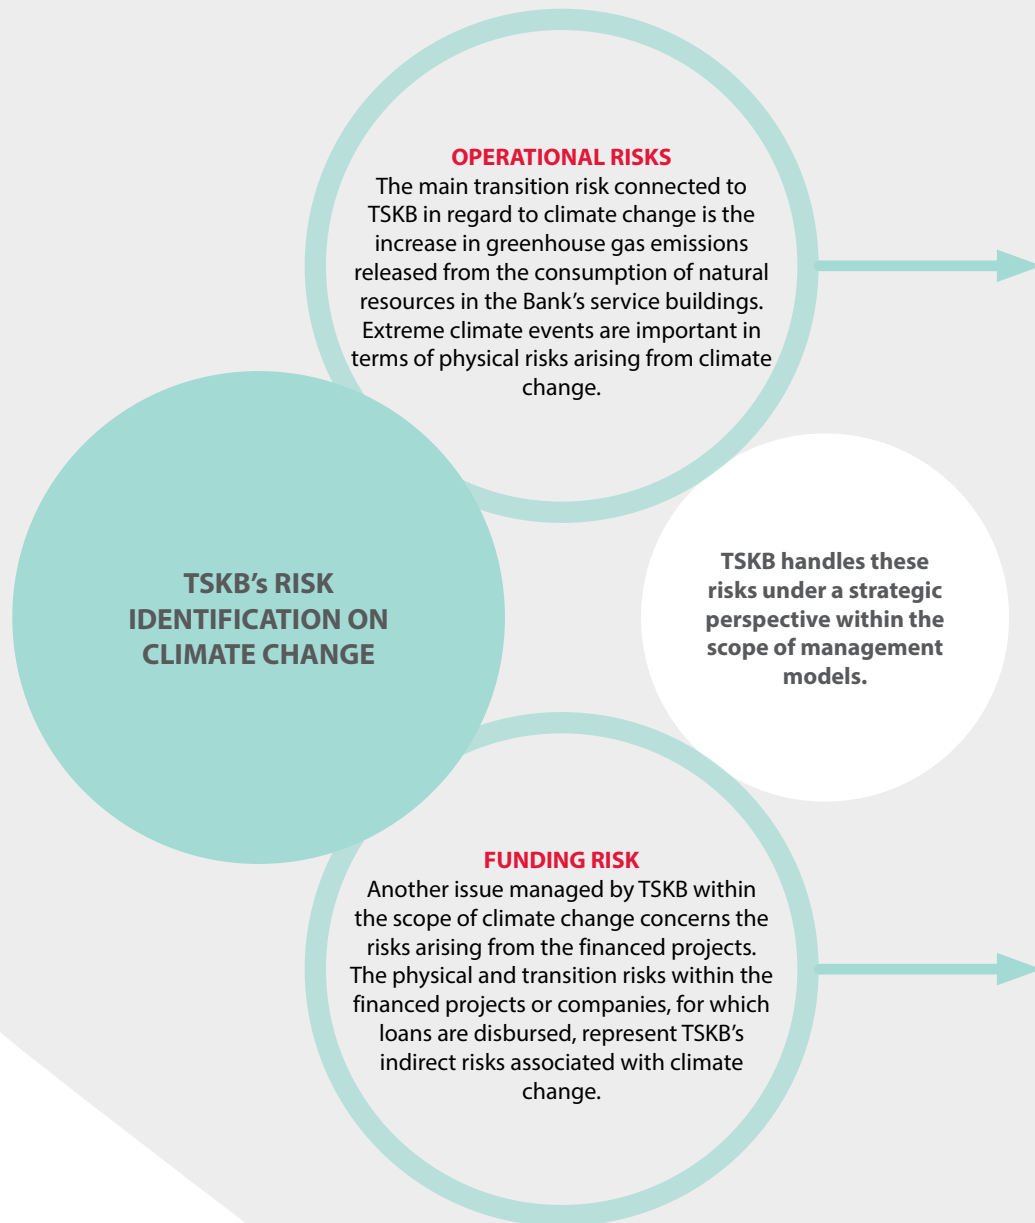 OPERATIONAL RISKS
The main transition risk connected to
TSKB in regard to climate change is the
increase in greenhouse gas emissions
released from the consumption of natural
resources in the Bank’s service buildings.
Extreme climate events are important in
terms of physical risks arising from climate
change.
TSKB’s RISK
IDENTIFICATION ON
CLIMATE CHANGE
TSKB handles these
risks under a strategic
perspective within the
scope of management
models.
FUNDING RISK
Another issue managed by TSKB within
the scope of climate change concerns the
risks arising from the financed projects.
The physical and transition risks within the
financed projects or companies, for which
loans are disbursed, represent TSKB’s
indirect risks associated with climate
change.